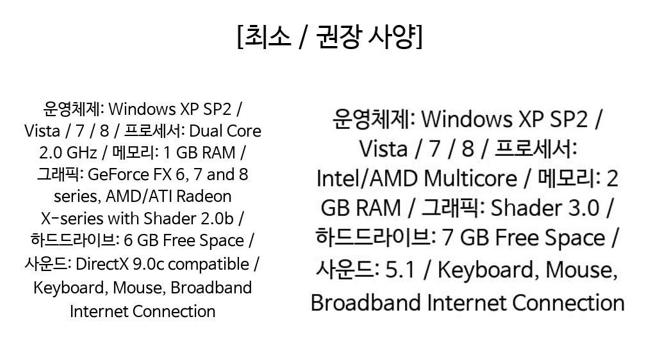 [최소 / 권장 사양]
운영체제: Windows XP SP2 /
Vista / 7 / 8 / 프로세서: Dual Core
2.0 GHz / 메모리: 1 GB RAM /
그래픽: GeForce FX 6, 7 and 8
series, AMD/ATI Radeon
X-series with Shader 2.0b /
하드드라이브: 6 GB Free Space /
사운드: DirectX 9.0c compatible /
Keyboard, Mouse, Broadband
Internet Connection
운영체제: Windows XP SP2 /
Vista / 7 / 8 / 프로세서:
Intel/AMD Multicore / 메모리: 2
GB RAM / 그래픽: Shader 3.0 /
하드드라이브: 7 GB Free Space /
사운드: 5.1 / Keyboard, Mouse,
Broadband Internet Connection